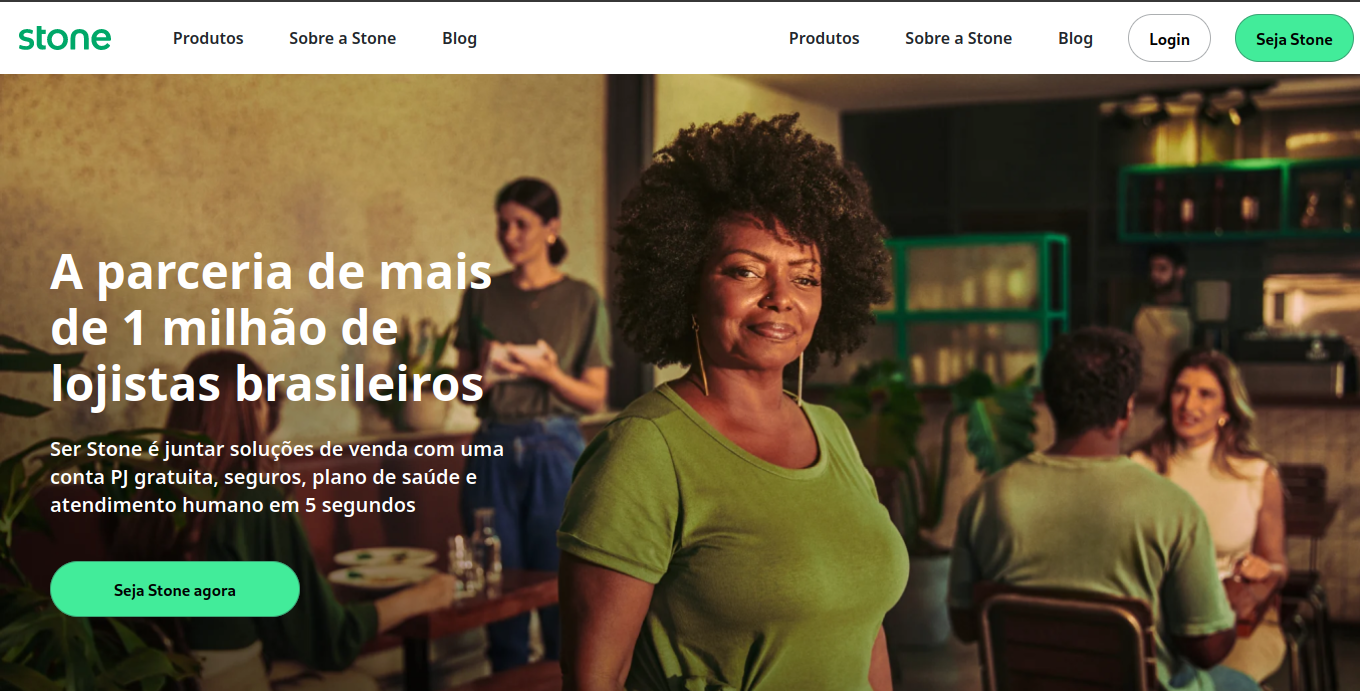 stone Produtos Sobre a Stone Blog Produtos Sobre a Stone Blog Login Seja Stone
A parceria de mais
de 1 milhão de
lojistas brasileiros
Ser Stone é juntar soluções de venda com uma
conta PJ gratuita, seguros, plano de saúde e
atendimento humano em 5 segundos
Seja Stone agora